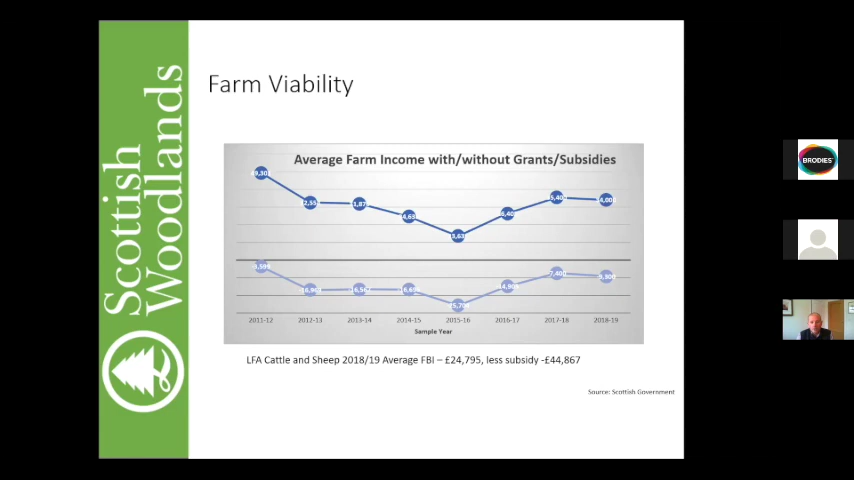 Scottish
Woodlands
Farm Viability
Average Farm Income with/without Grants/Subsidies
2011-12 2012-13 2013-14 2014-15 2015-16 2016-17 2017-18 2018-19
Sample Year
LFA Cattle and Sheep 2018/19 Average FBI – £24,795, less subsidy -£44,867
Source: Scottish Government
BRODIES